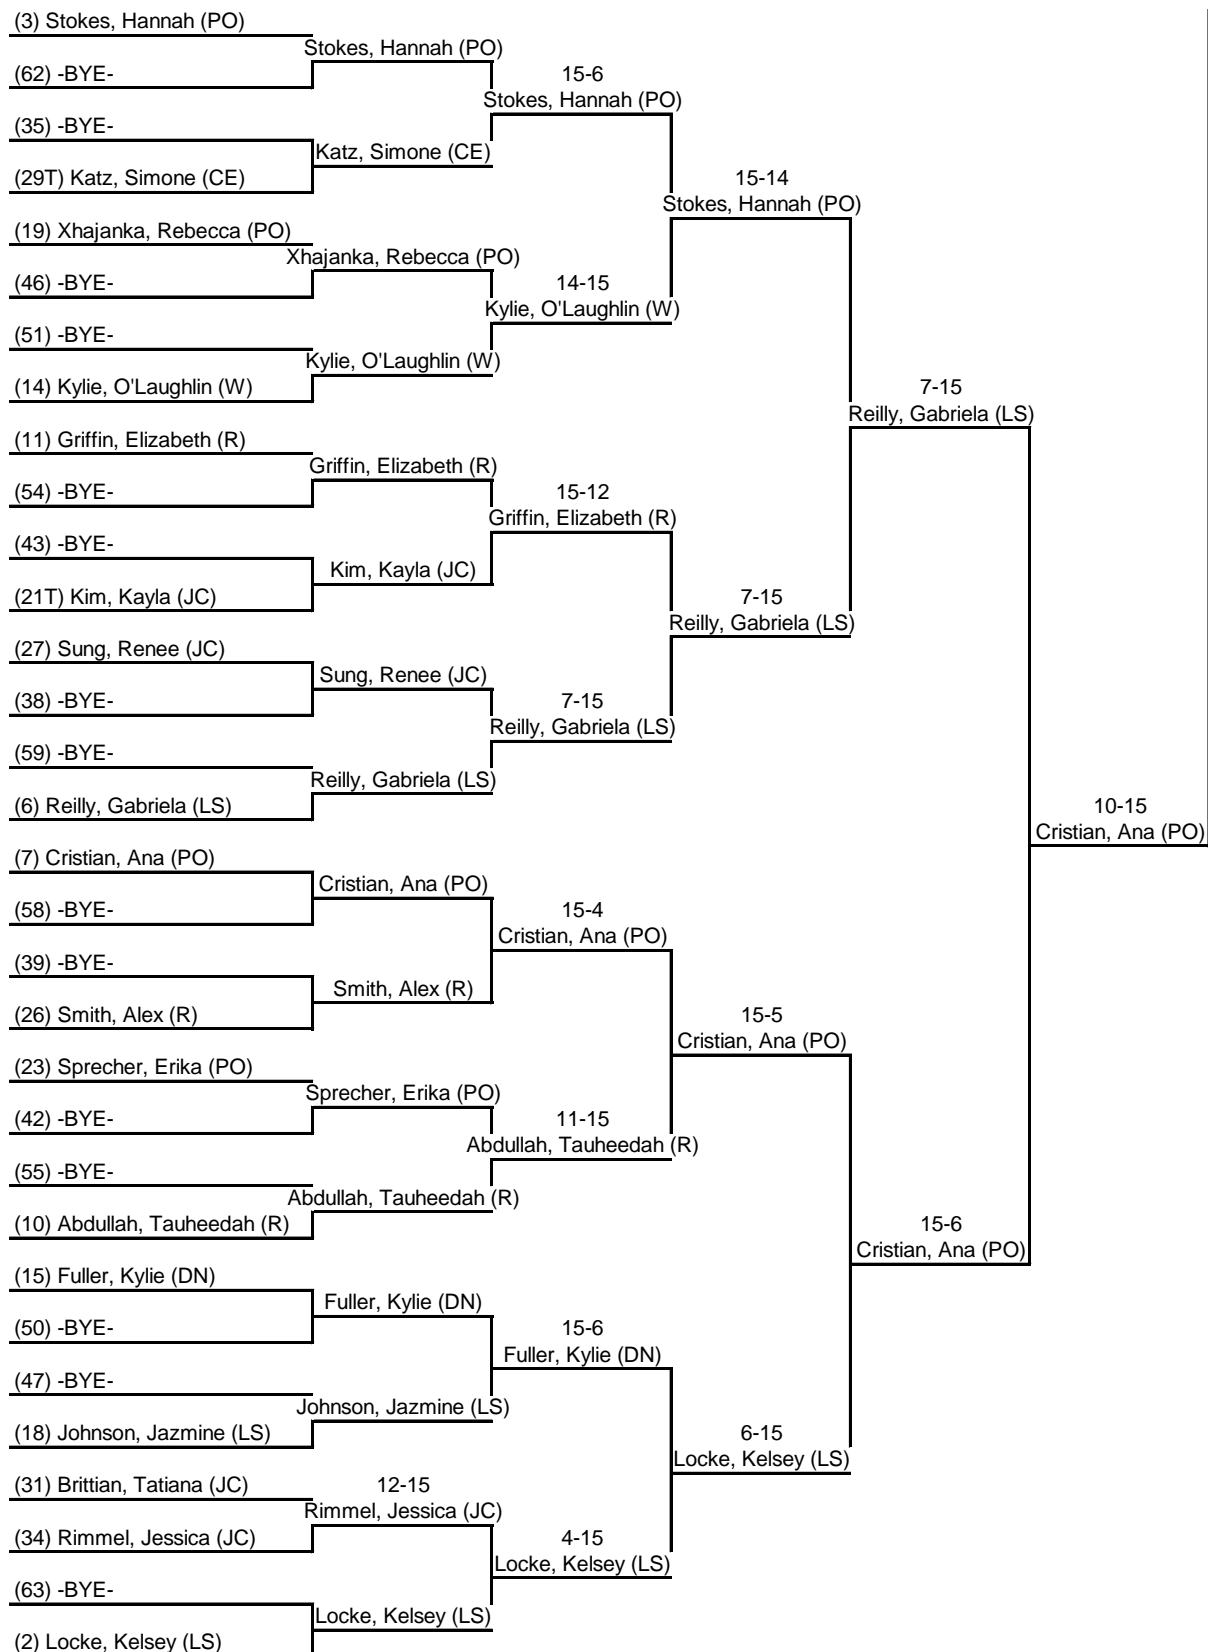 (3) Stokes, Hannah (PO)
Stokes, Hannah (PO)
(62) -BYE-
15-6
Stokes, Hannah (PO)
(35) -BYE-
Katz, Simone (CE)
(29T) Katz, Simone (CE)
15-14
Stokes, Hannah (PO)
(19) Xhajanka, Rebecca (PO)
Xhajanka, Rebecca (PO)
(46) -BYE-
14-15
Kylie, O'Laughlin (W)
(51) -BYE-
Kylie, O'Laughlin (W)
(14) Kylie, O'Laughlin (W)
7-15
Reilly, Gabriela (LS)
(11) Griffin, Elizabeth (R)
Griffin, Elizabeth (R)
(54) -BYE-
15-12
Griffin, Elizabeth (R)
(43) -BYE-
Kim, Kayla (JC)
(21T) Kim, Kayla (JC)
7-15
Reilly, Gabriela (LS)
(27) Sung, Renee (JC)
Sung, Renee (JC)
(38) -BYE-
7-15
Reilly, Gabriela (LS)
(59) -BYE-
Reilly, Gabriela (LS)
(6) Reilly, Gabriela (LS)
10-15
Cristian, Ana (PO)
(7) Cristian, Ana (PO)
Cristian, Ana (PO)
(58) -BYE-
15-4
Cristian, Ana (PO)
(39) -BYE-
Smith, Alex (R)
(26) Smith, Alex (R)
15-5
Cristian, Ana (PO)
(23) Sprecher, Erika (PO)
Sprecher, Erika (PO)
(42) -BYE-
11-15
Abdullah, Tauheedah (R)
(55) -BYE-
Abdullah, Tauheedah (R)
(10) Abdullah, Tauheedah (R)
15-6
Cristian, Ana (PO)
(15) Fuller, Kylie (DN)
Fuller, Kylie (DN)
(50) -BYE-
15-6
Fuller, Kylie (DN)
(47) -BYE-
Johnson, Jazmine (LS)
(18) Johnson, Jazmine (LS)
6-15
Locke, Kelsey (LS)
(31) Brittian, Tatiana (JC)
12-15
Rimmel, Jessica (JC)
(34) Rimmel, Jessica (JC)
4-15
Locke, Kelsey (LS)
(63) -BYE-
Locke, Kelsey (LS)
(2) Locke, Kelsey (LS)